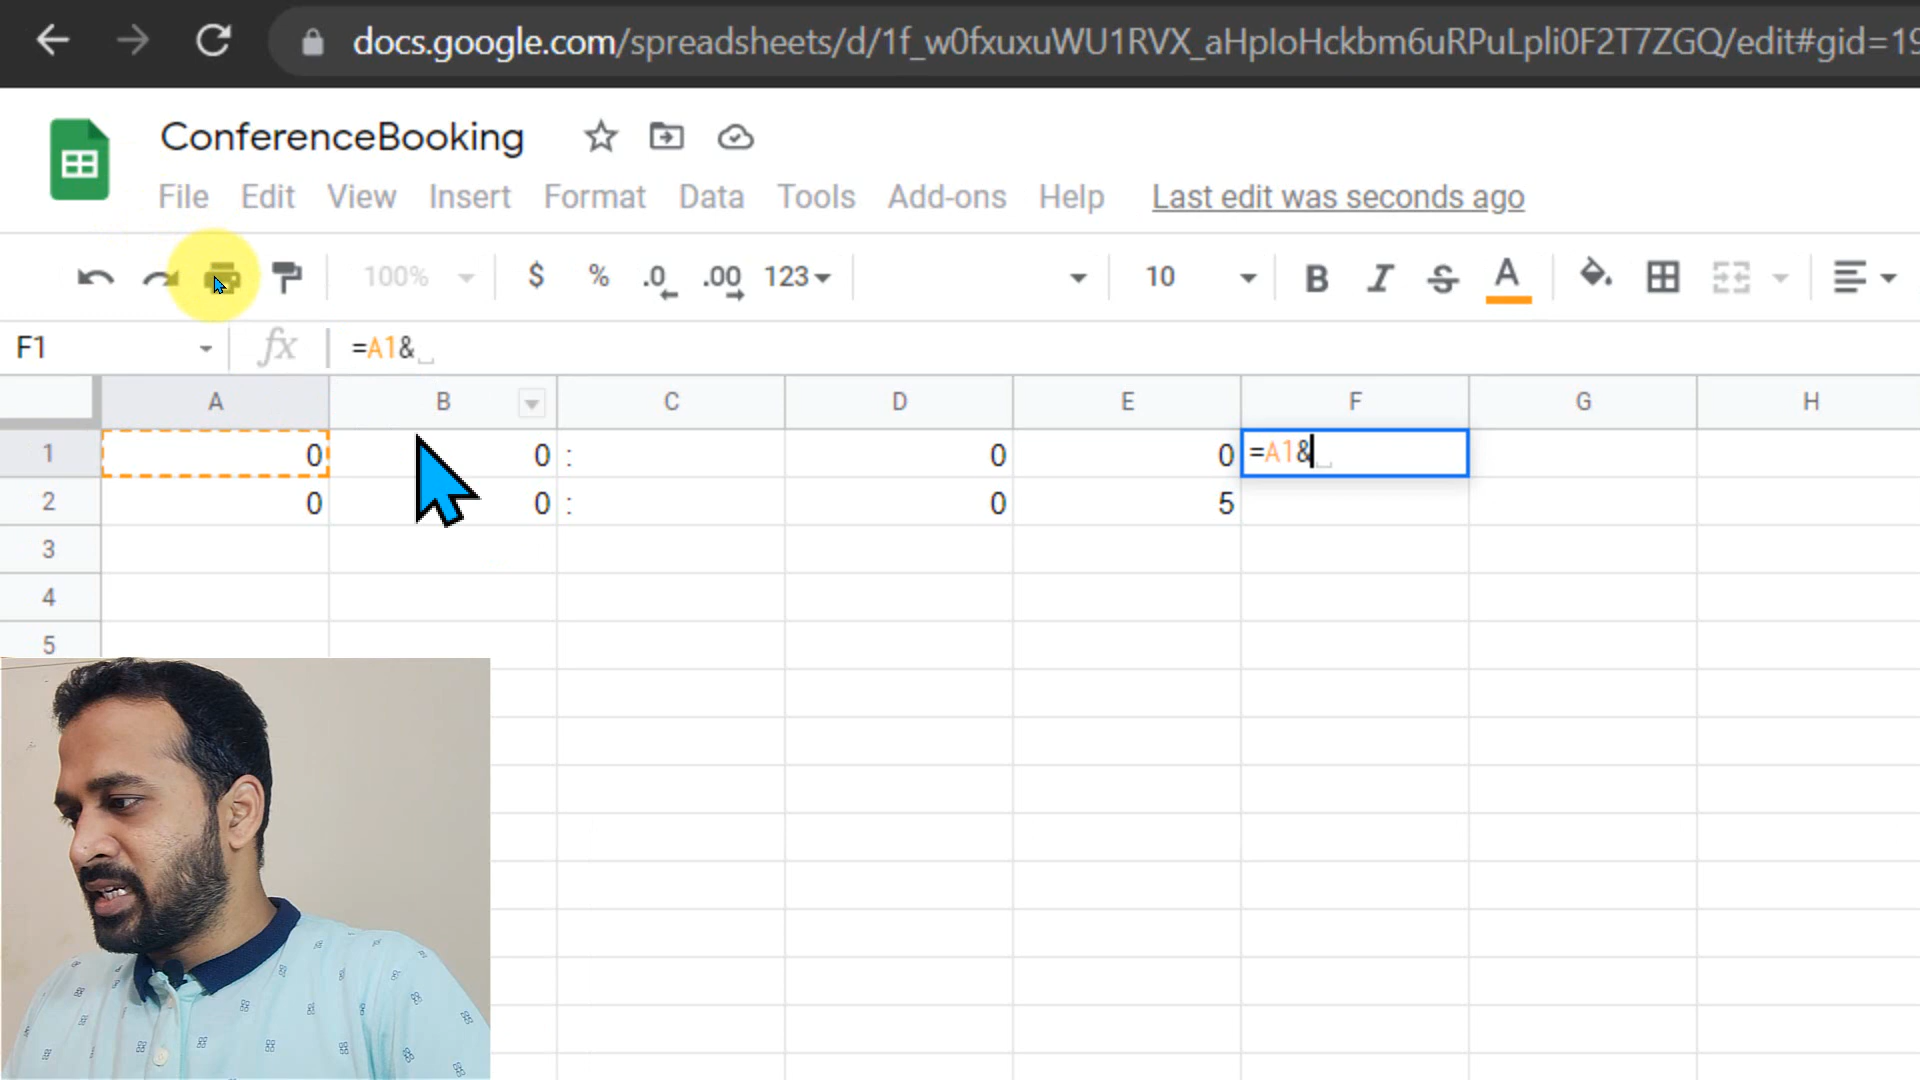 docs.google.com/spreadsheets/d/1f_w0fxuxuWU1RVX_aHpIoHckbm6uRPuLpli0F2T7ZGQ/edit#gid=19
ConferenceBooking
File Edit View Insert Format Data Tools Add-ons Help Last edit was seconds ago
100% $ % .0 .00 123 10 B I S A
F1 fx =A1&
A B C D E F G H
1 0 0 : 0 0 =A1&
2 0 0 : 0 5
3
4
5